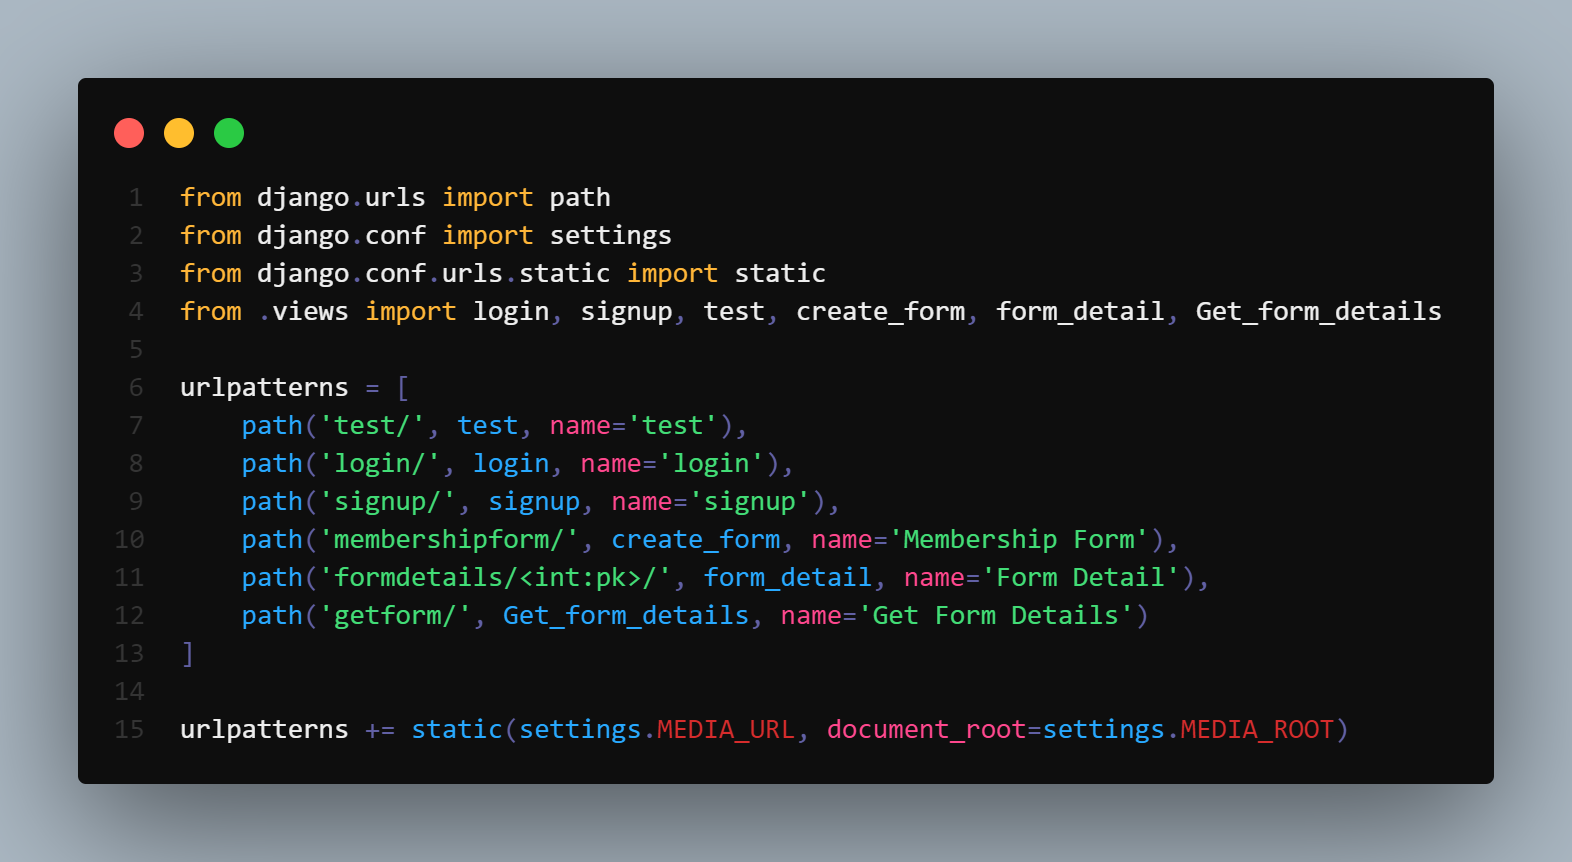 1 from django.urls import path
2 from django.conf import settings
3 from django.conf.urls.static import static
4 from .views import login, signup, test, create_form, form_detail, Get_form_details
5
6 urlpatterns = [
7     path('test/', test, name='test'),
8     path('login/', login, name='login'),
9     path('signup/', signup, name='signup'),
10     path('membershipform/', create_form, name='Membership Form'),
11     path('formdetails/<int:pk>/', form_detail, name='Form Detail'),
12     path('getform/', Get_form_details, name='Get Form Details')
13 ]
14
15 urlpatterns += static(settings.MEDIA_URL, document_root=settings.MEDIA_ROOT)